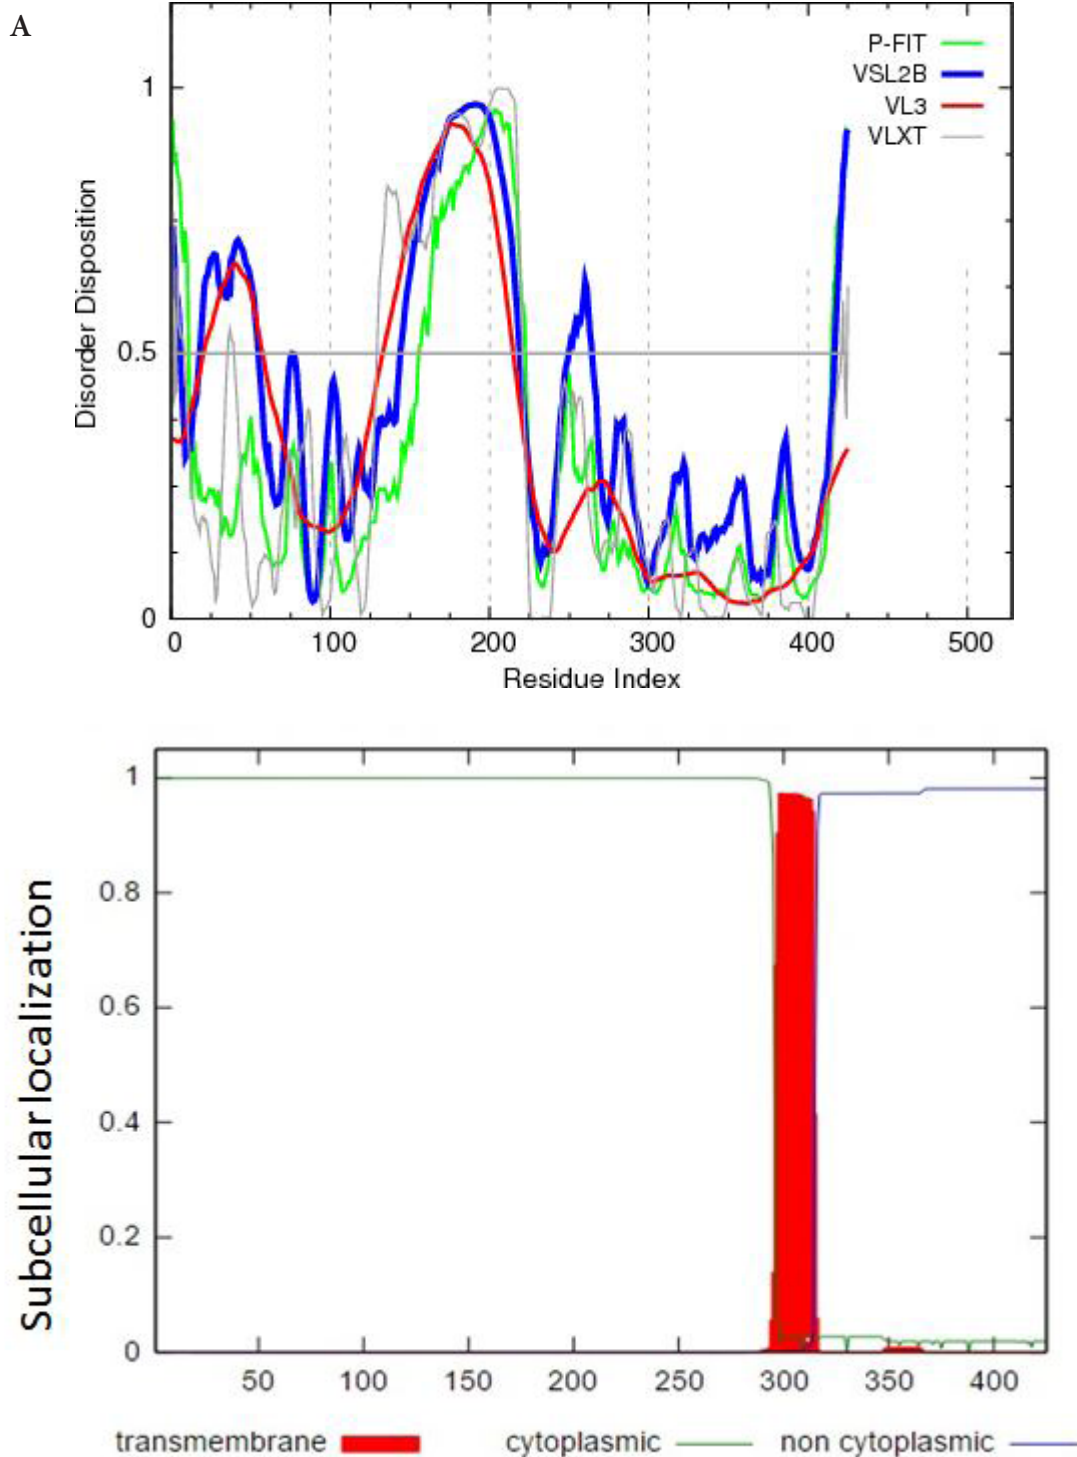 A
P-FIT
VSL2B
VL3
VLXT
1
0.5
0
Disorder Disposition
0 100 200 300 400 500
Residue Index
1
0.8
0.6
0.4
0.2
0
Subcellular localization
50 100 150 200 250 300 350 400
transmembrane cytoplasmic non cytoplasmic